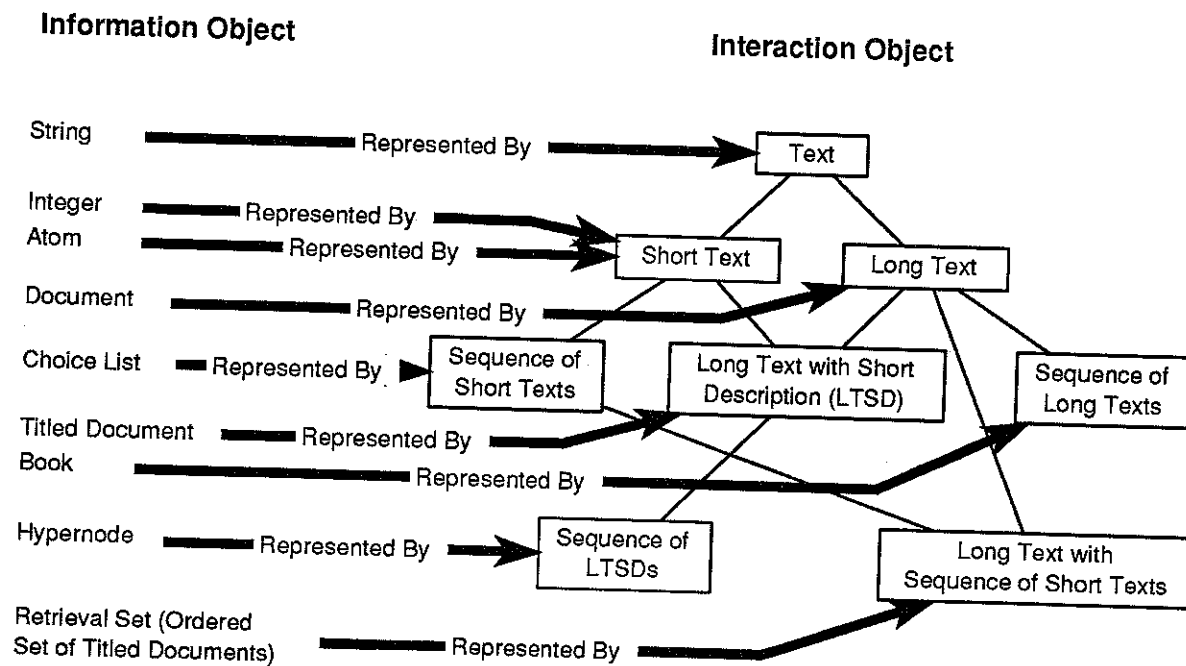 Information Object
Interaction Object
String
Represented By
Text
Integer
Represented By
Atom
Represented By
Short Text
Long Text
Document
Represented By
Choice List
Represented By
Sequence of
Short Texts
Long Text with Short
Description (LTSD)
Sequence of
Long Texts
Titled Document
Represented By
Book
Represented By
Hypernode
Represented By
Sequence of
LTSDs
Long Text with
Sequence of Short Texts
Retrieval Set (Ordered
Set of Titled Documents)
Represented By